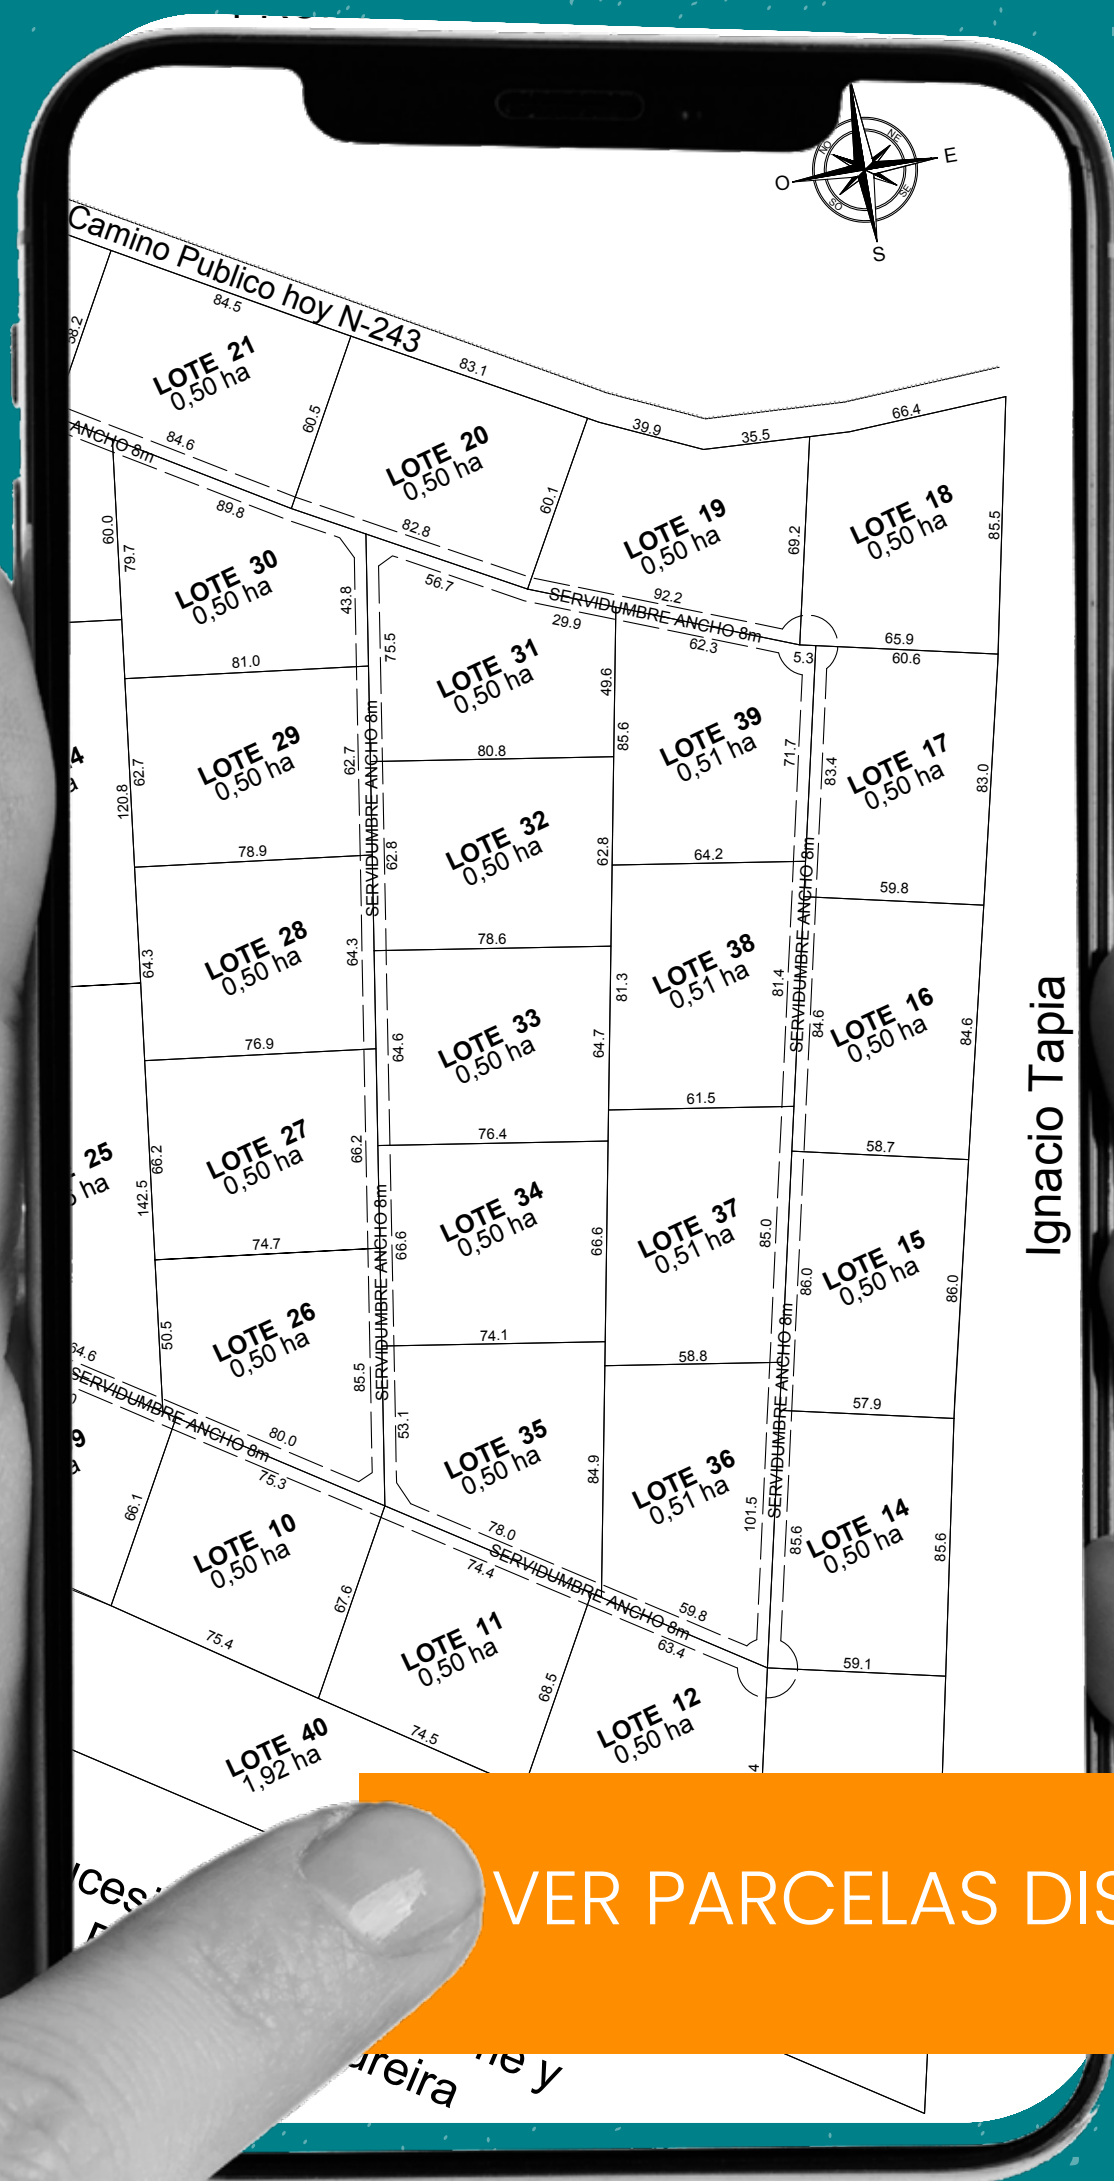 NE
NO
E
O
SE
SO
S
Camino Publico hoy N-243
84.5
58.2
LOTE 21
0,50 ha
83.1
60.5
84.6
ANCHO 8m
39.9
35.5
66.4
LOTE 20
0,50 ha
60.1
82.8
89.8
LOTE 19
0,50 ha
69.2
LOTE 18
0,50 ha
85.5
60.0
79.7
LOTE 30
0,50 ha
43.8
56.7
SERVIDUMBRE ANCHO 8m
92.2
29.9
62.3
5.3
65.9
60.6
75.5
81.0
LOTE 31
0,50 ha
49.6
85.6
80.8
LOTE 39
0,51 ha
71.7
83.4
LOTE 17
0,50 ha
83.0
4
a
LOTE 29
0,50 ha
62.7
62.7
120.8
SERVIDUMBRE ANCHO 8m
78.9
LOTE 32
0,50 ha
62.8
62.8
64.2
SERVIDUMBRE ANCHO 8m
59.8
LOTE 28
0,50 ha
64.3
64.3
78.6
LOTE 38
0,51 ha
81.3
81.4
84.6
LOTE 16
0,50 ha
84.6
Ignacio Tapia
76.9
LOTE 33
0,50 ha
64.6
64.7
61.5
58.7
25
ha
66.2
142.5
LOTE 27
0,50 ha
66.2
76.4
SERVIDUMBRE ANCHO 8m
LOTE 34
0,50 ha
66.6
66.6
LOTE 37
0,51 ha
85.0
86.0
LOTE 15
0,50 ha
86.0
74.7
LOTE 26
0,50 ha
50.5
85.5
74.1
58.8
SERVIDUMBRE ANCHO 8m
57.9
64.6
SERVIDUMBRE ANCHO 8m
80.0
75.3
53.1
LOTE 35
0,50 ha
84.9
LOTE 36
0,51 ha
101.5
85.6
LOTE 14
0,50 ha
85.6
9
a
66.1
LOTE 10
0,50 ha
78.0
SERVIDUMBRE ANCHO 8m
74.4
59.8
63.4
59.1
67.6
LOTE 11
0,50 ha
75.4
68.5
LOTE 12
0,50 ha
74.5
4
LOTE 40
1,92 ha
VER PARCELAS DIS
ne y
ureira